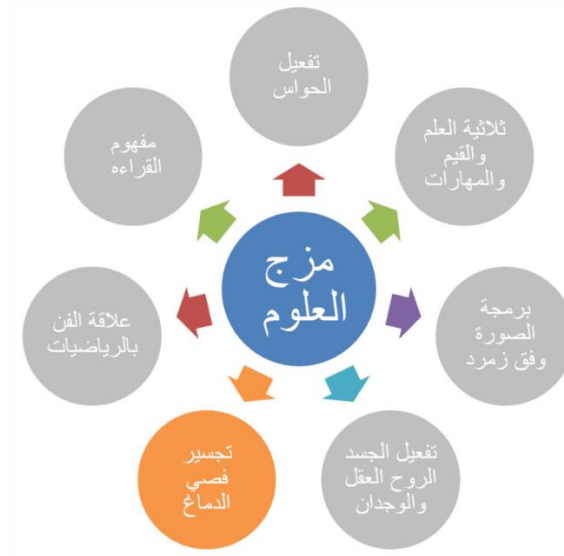 تفعيل
الحواس
ثلاثية العلم
والقيم
والمهارات
برمجة
الصورة
وفق زمرد
تفعيل الجسد
الروح العقل
والوجدان
تجسير
فصي
الدماغ
علاقة الفن
بالرياضيات
مفهوم
القراءه
مزج
العلوم